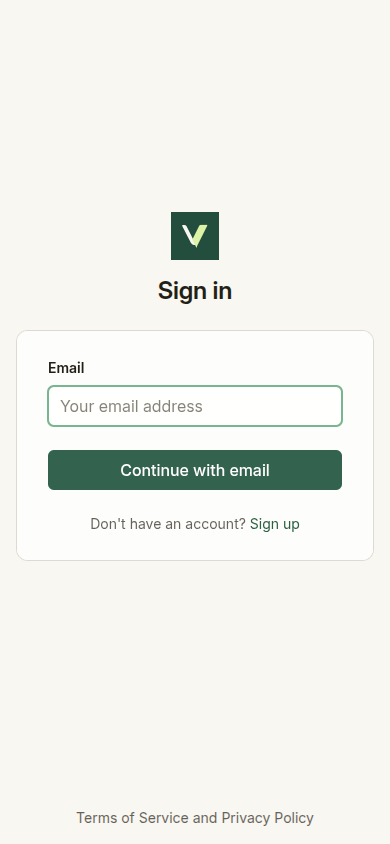 Sign in
Email
Your email address
Continue with email
Don't have an account? Sign up
Terms of Service and Privacy Policy